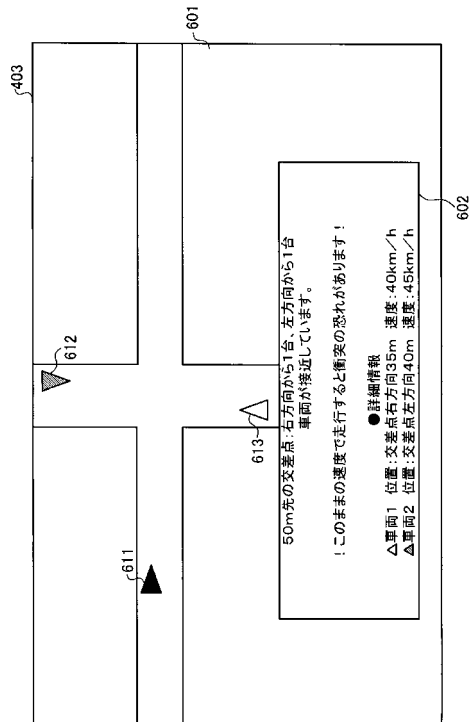 403
601
612
611
613
50m先の交差点:右方向から1台、左方向から1台
車両が接近しています。
!このままの速度で走行すると衝突の恐れがあります!
●詳細情報
△車両1 位置:交差点右方向35m 速度:40km/h
▲車両2 位置:交差点左方向40m 速度:45km/h
602